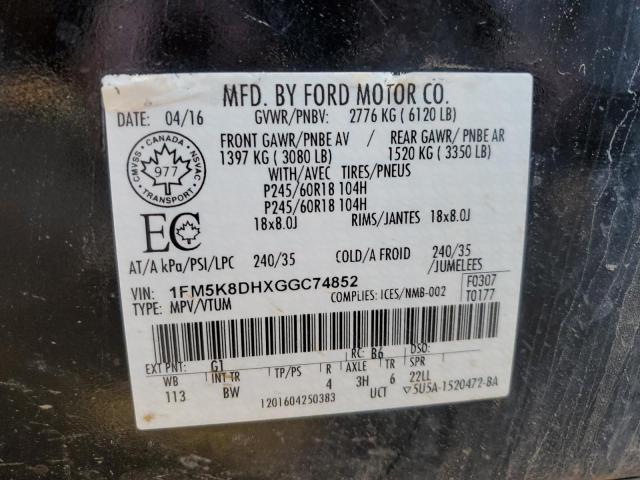 MFD. BY FORD MOTOR CO.
DATE: 04/16 GVWR/PNBV: 2776 KG ( 6120 LB)
FRONT GAWR/PNBE AV / REAR GAWR/ PNBE AR
1397 KG ( 3080 LB) 1520 KG ( 3350 LB)
CMVSS CANADA NSVAC
977
TRANSPORT
WITH/AVEC TIRES/PNEUS
P245/60R18 104H
P245/60R18 104H
18x8.0J RIMS/JANTES 18x8.0J
EC
AT/A kPa/PSI/LPC 240/35 COLD/A FROID 240/35
/JUMELEES
VIN: 1FM5K8DHXGGC74852 F0307
TYPE: MPV/VTUM COMPLIES: ICES/NMB-002 T0177
EXT PNT: G1 RC: B6 DSO:
WB INT TR TP/PS R AXLE TR SPR
113 BW 4 3H 6 22LL
1201604250383 UCT ▽5U5A-1520472-BA